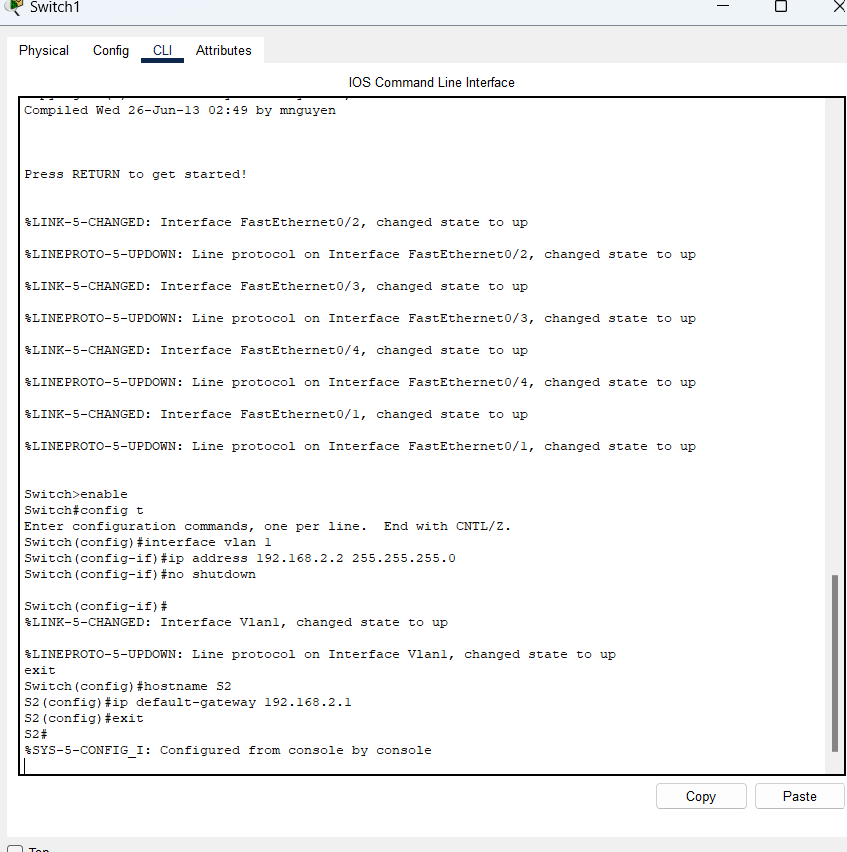 Switch1
Physical Config CLI Attributes
IOS Command Line Interface
Compiled Wed 26-Jun-13 02:49 by mnguyen
Press RETURN to get started!
%LINK-5-CHANGED: Interface FastEthernet0/2, changed state to up
%LINEPROTO-5-UPDOWN: Line protocol on Interface FastEthernet0/2, changed state to up
%LINK-5-CHANGED: Interface FastEthernet0/3, changed state to up
%LINEPROTO-5-UPDOWN: Line protocol on Interface FastEthernet0/3, changed state to up
%LINK-5-CHANGED: Interface FastEthernet0/4, changed state to up
%LINEPROTO-5-UPDOWN: Line protocol on Interface FastEthernet0/4, changed state to up
%LINK-5-CHANGED: Interface FastEthernet0/1, changed state to up
%LINEPROTO-5-UPDOWN: Line protocol on Interface FastEthernet0/1, changed state to up
Switch>enable
Switch#config t
Enter configuration commands, one per line.  End with CNTL/Z.
Switch(config)#interface vlan 1
Switch(config-if)#ip address 192.168.2.2 255.255.255.0
Switch(config-if)#no shutdown
Switch(config-if)#
%LINK-5-CHANGED: Interface Vlan1, changed state to up
%LINEPROTO-5-UPDOWN: Line protocol on Interface Vlan1, changed state to up
exit
Switch(config)#hostname S2
S2(config)#ip default-gateway 192.168.2.1
S2(config)#exit
S2#
%SYS-5-CONFIG_I: Configured from console by console
Copy Paste
Top